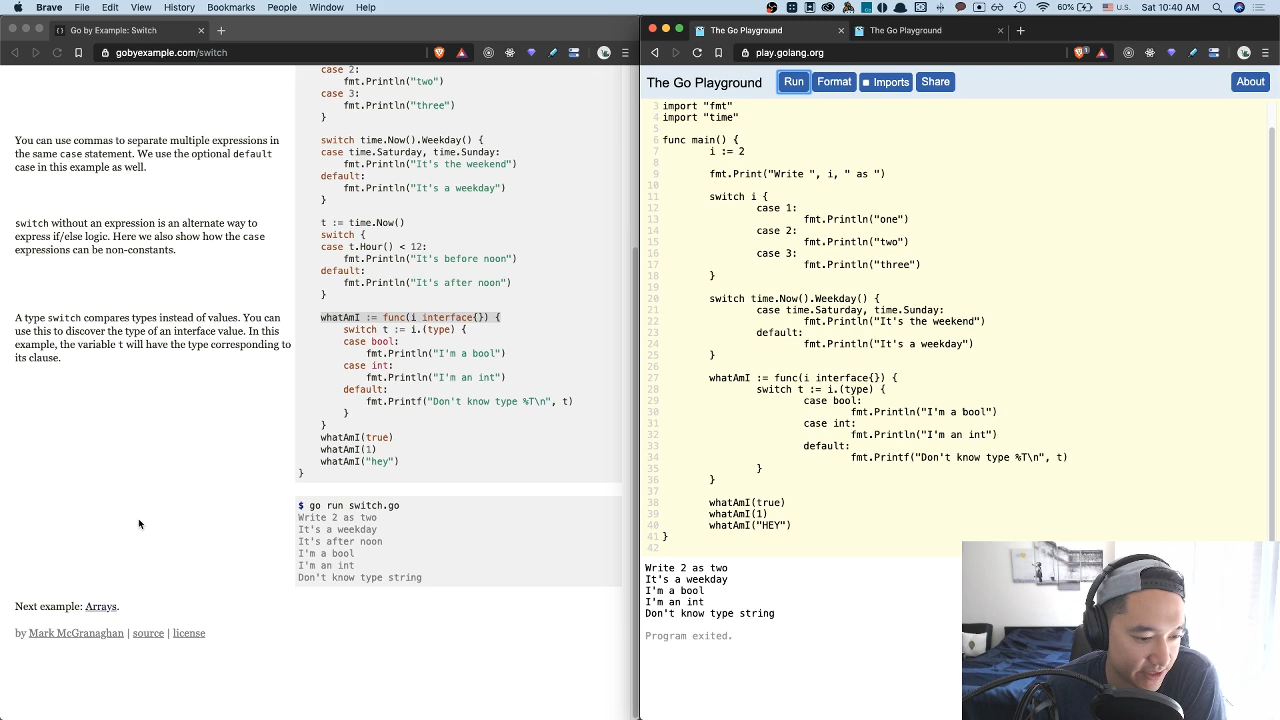 Brave File Edit View History Bookmarks People Window Help
60% U.S. Sat 10:40 AM
Go by Example: Switch
gobyexample.com/switch
You can use commas to separate multiple expressions in
the same case statement. We use the optional default
case in this example as well.
switch without an expression is an alternate way to
express if/else logic. Here we also show how the case
expressions can be non-constants.
A type switch compares types instead of values. You can
use this to discover the type of an interface value. In this
example, the variable t will have the type corresponding to
its clause.
case 2:
fmt.Println("two")
case 3:
fmt.Println("three")
}
switch time.Now().Weekday() {
case time.Saturday, time.Sunday:
fmt.Println("It's the weekend")
default:
fmt.Println("It's a weekday")
}
t := time.Now()
switch {
case t.Hour() < 12:
fmt.Println("It's before noon")
default:
fmt.Println("It's after noon")
}
whatAmI := func(i interface{}) {
switch t := i.(type) {
case bool:
fmt.Println("I'm a bool")
case int:
fmt.Println("I'm an int")
default:
fmt.Printf("Don't know type %T\n", t)
}
}
whatAmI(true)
whatAmI(1)
whatAmI("hey")
}
$ go run switch.go
Write 2 as two
It's a weekday
It's after noon
I'm a bool
I'm an int
Don't know type string
Next example: Arrays.
by Mark McGranaghan | source | license
The Go Playground
The Go Playground
play.golang.org
The Go Playground Run Format Imports Share About
3 import "fmt"
4 import "time"
5
6 func main() {
7 i := 2
8
9 fmt.Print("Write ", i, " as ")
10
11 switch i {
12 case 1:
13 fmt.Println("one")
14 case 2:
15 fmt.Println("two")
16 case 3:
17 fmt.Println("three")
18 }
19
20 switch time.Now().Weekday() {
21 case time.Saturday, time.Sunday:
22 fmt.Println("It's the weekend")
23 default:
24 fmt.Println("It's a weekday")
25 }
26
27 whatAmI := func(i interface{}) {
28 switch t := i.(type) {
29 case bool:
30 fmt.Println("I'm a bool")
31 case int:
32 fmt.Println("I'm an int")
33 default:
34 fmt.Printf("Don't know type %T\n", t)
35 }
36 }
37
38 whatAmI(true)
39 whatAmI(1)
40 whatAmI("HEY")
41 }
42
Write 2 as two
It's a weekday
I'm a bool
I'm an int
Don't know type string
Program exited.